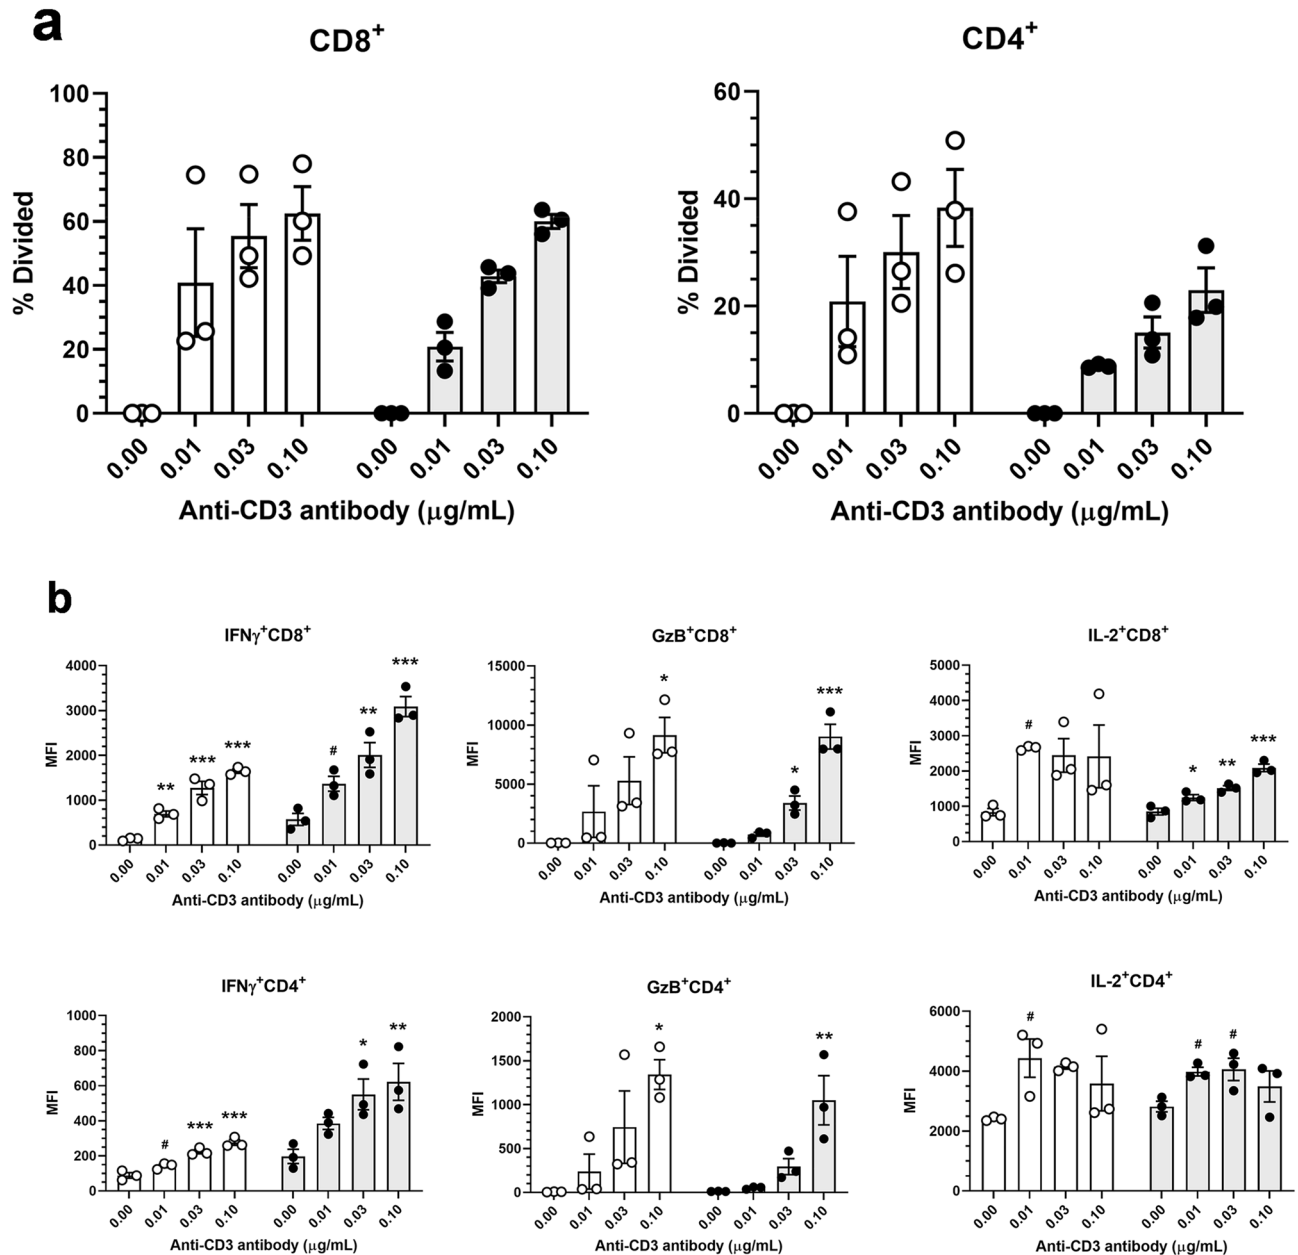 a
CD8+
CD4+
% Divided
100
80
60
40
20
0
0.00 0.01 0.03 0.10 0.00 0.01 0.03 0.10
Anti-CD3 antibody (μg/mL)
% Divided
60
40
20
0
0.00 0.01 0.03 0.10 0.00 0.01 0.03 0.10
Anti-CD3 antibody (μg/mL)
b
IFNγ+CD8+
MFI
4000
3000
2000
1000
0
** *** *** # ** ***
0.00 0.01 0.03 0.10 0.00 0.01 0.03 0.10
Anti-CD3 antibody (μg/mL)
GzB+CD8+
MFI
15000
10000
5000
0
* * ***
0.00 0.01 0.03 0.10 0.00 0.01 0.03 0.10
Anti-CD3 antibody (μg/mL)
IL-2+CD8+
MFI
5000
4000
3000
2000
1000
0
# * ** ***
0.00 0.01 0.03 0.10 0.00 0.01 0.03 0.10
Anti-CD3 antibody (μg/mL)
IFNγ+CD4+
MFI
1000
800
600
400
200
0
# *** *** * **
0.00 0.01 0.03 0.10 0.00 0.01 0.03 0.10
Anti-CD3 antibody (μg/mL)
GzB+CD4+
MFI
2000
1500
1000
500
0
* **
0.00 0.01 0.03 0.10 0.00 0.01 0.03 0.10
Anti-CD3 antibody (μg/mL)
IL-2+CD4+
MFI
6000
4000
2000
0
# # #
0.00 0.01 0.03 0.10 0.00 0.01 0.03 0.10
Anti-CD3 antibody (μg/mL)